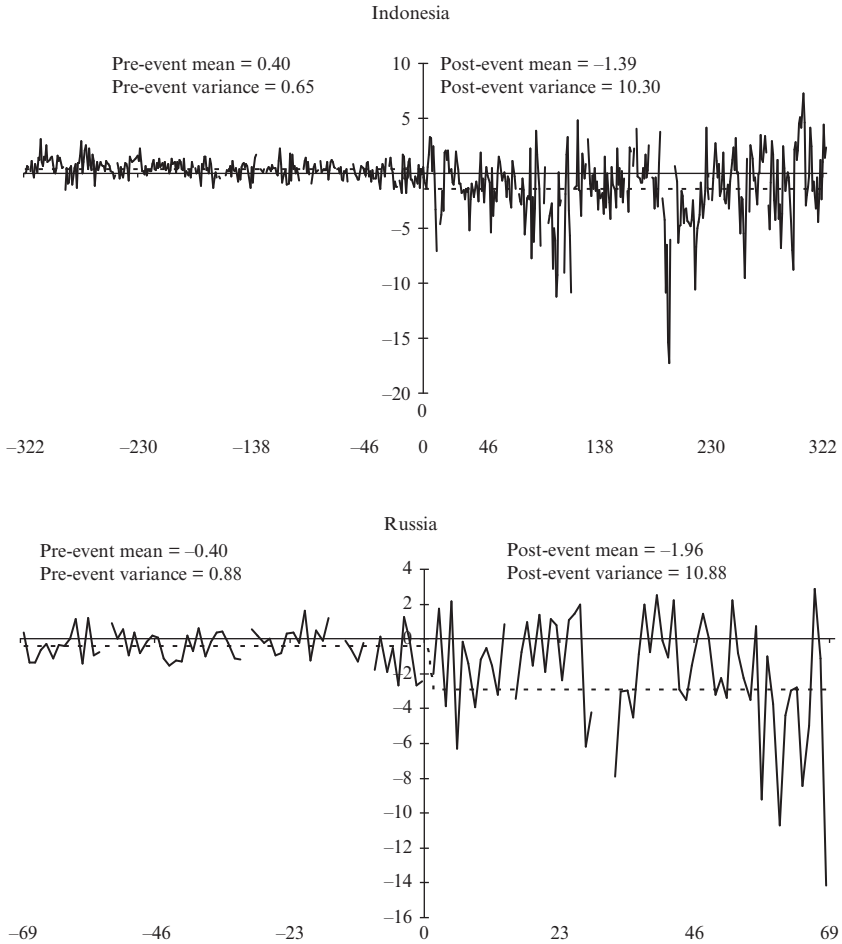 Indonesia
Pre-event mean = 0.40
Pre-event variance = 0.65
Post-event mean = –1.39
Post-event variance = 10.30
10
5
0
–5
–10
–15
–20
0
–322 –230 –138 –46 0 46 138 230 322
Russia
Pre-event mean = –0.40
Pre-event variance = 0.88
Post-event mean = –1.96
Post-event variance = 10.88
4
2
0
–2
–4
–6
–8
–10
–12
–14
–16
–69 –46 –23 0 23 46 69